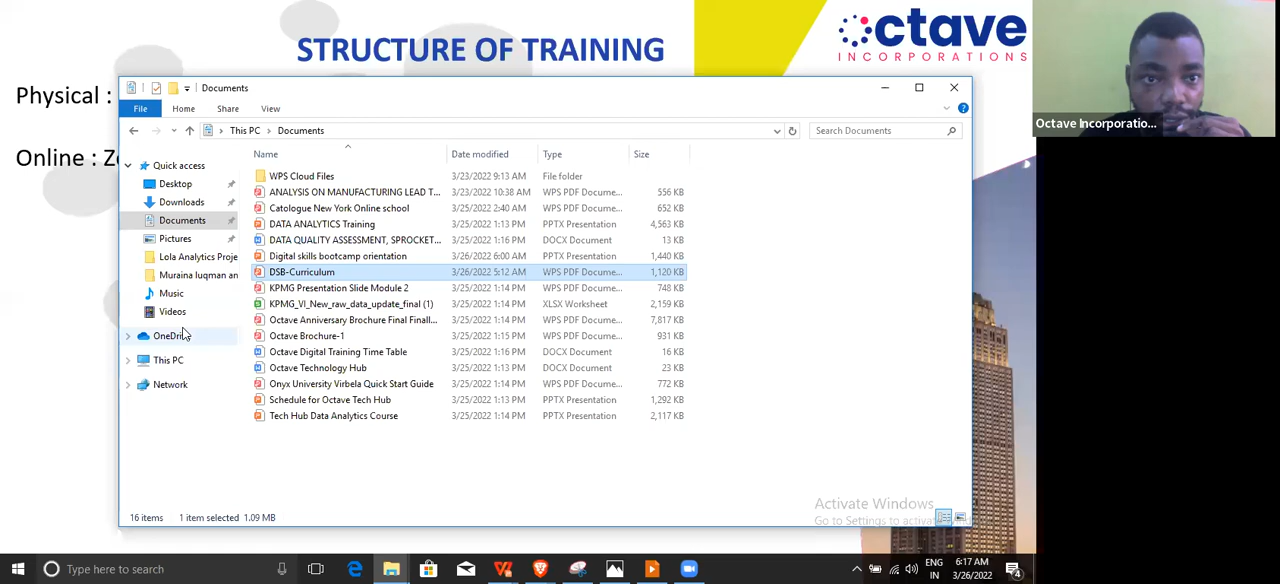 STRUCTURE OF TRAINING
ctave
INCORPORATIONS
Physical :
Online : Z
Octave Incorporatio...
Documents
File Home Share View
This PC Documents
Search Documents
Name Date modified Type Size
Quick access
Desktop
Downloads
Documents
Pictures
Lola Analytics Proje
Muraina luqman an
Music
Videos
OneDri
This PC
Network
WPS Cloud Files 3/23/2022 9:13 AM File folder
ANALYSIS ON MANUFACTURING LEAD T... 3/23/2022 10:38 AM WPS PDF Docume... 556 KB
Catologue New York Online school 3/25/2022 2:40 AM WPS PDF Docume... 652 KB
DATA ANALYTICS Training 3/25/2022 1:13 PM PPTX Presentation 4,563 KB
DATA QUALITY ASSESSMENT, SPROCKET... 3/25/2022 1:16 PM DOCX Document 13 KB
Digital skills bootcamp orientation 3/26/2022 6:00 AM PPTX Presentation 1,440 KB
DSB-Curriculum 3/26/2022 5:12 AM WPS PDF Docume... 1,120 KB
KPMG Presentation Slide Module 2 3/25/2022 1:14 PM WPS PDF Docume... 748 KB
KPMG_VI_New_raw_data_update_final (1) 3/25/2022 1:14 PM XLSX Worksheet 2,159 KB
Octave Anniversary Brochure Final Finall... 3/25/2022 1:14 PM WPS PDF Docume... 7,817 KB
Octave Brochure-1 3/25/2022 1:15 PM WPS PDF Docume... 931 KB
Octave Digital Training Time Table 3/25/2022 1:16 PM DOCX Document 16 KB
Octave Technology Hub 3/25/2022 1:13 PM DOCX Document 23 KB
Onyx University Virbela Quick Start Guide 3/25/2022 1:14 PM WPS PDF Docume... 772 KB
Schedule for Octave Tech Hub 3/25/2022 1:13 PM PPTX Presentation 1,292 KB
Tech Hub Data Analytics Course 3/25/2022 1:14 PM PPTX Presentation 2,117 KB
16 items 1 item selected 1.09 MB
Activate Windows
Go to Settings to activat
Type here to search
ENG
IN
6:17 AM
3/26/2022
4